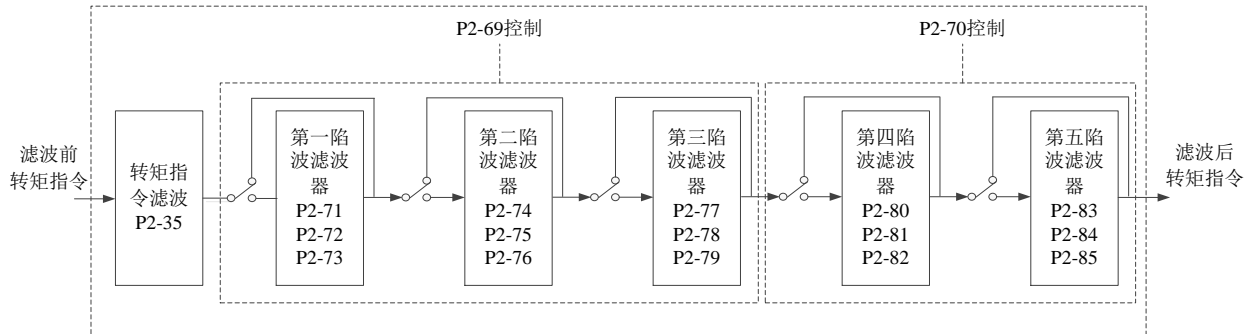 P2-69控制
P2-70控制
滤波前
转矩指令
转矩指
令滤波
P2-35
第一陷
波滤波
器
P2-71
P2-72
P2-73
第二陷
波滤波
器
P2-74
P2-75
P2-76
第三陷
波滤波
器
P2-77
P2-78
P2-79
第四陷
波滤波
器
P2-80
P2-81
P2-82
第五陷
波滤波
器
P2-83
P2-84
P2-85
滤波后
转矩指令